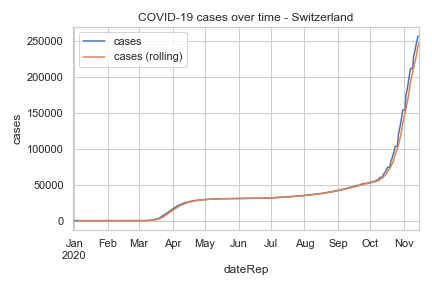 COVID-19 cases over time - Switzerland
cases
cases (rolling)
250000
200000
150000
100000
50000
0
cases
Jan Feb Mar Apr May Jun Jul Aug Sep Oct Nov
2020
dateRep